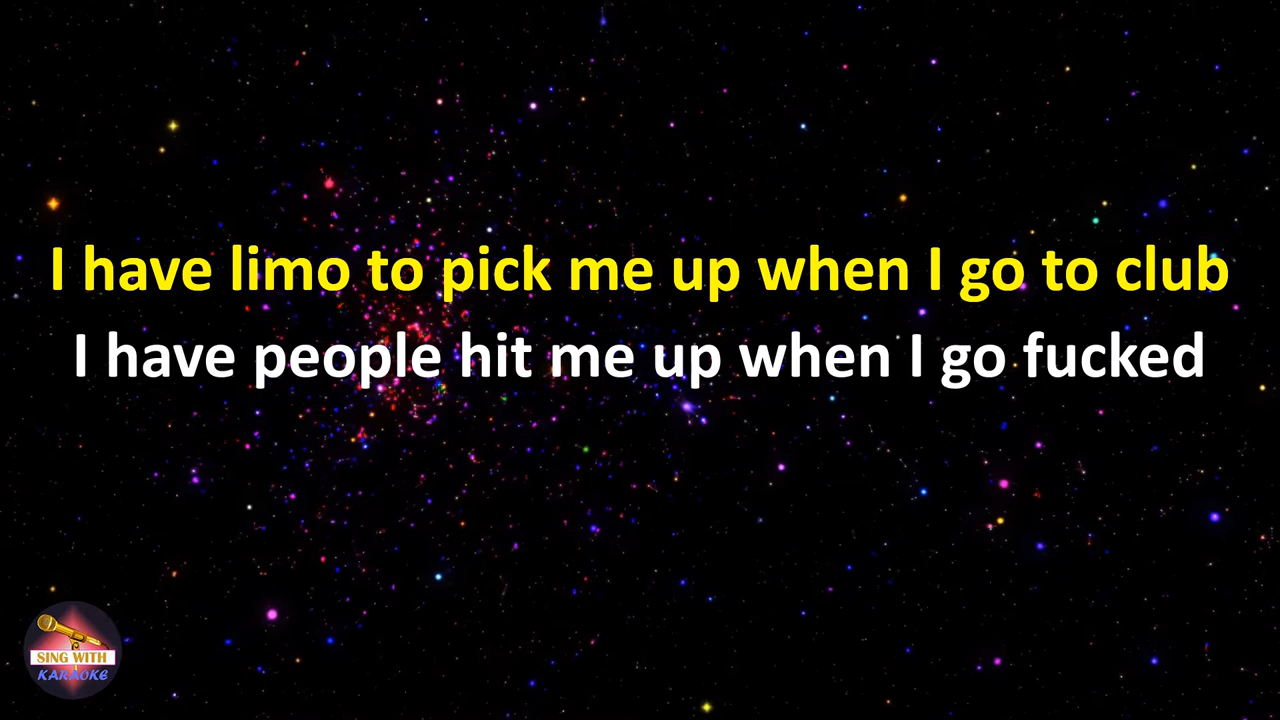 I have limo to pick me up when I go to club
I have people hit me up when I go fucked
SING WITH
KARAOKE